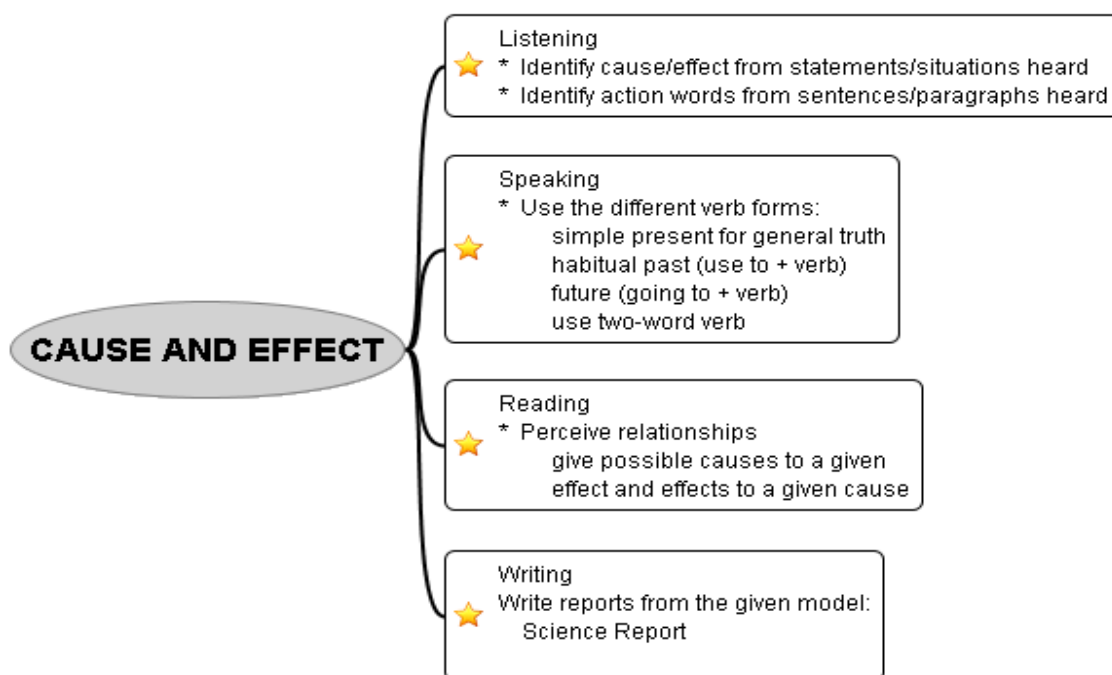 CAUSE AND EFFECT
Listening
* Identify cause/effect from statements/situations heard
* Identify action words from sentences/paragraphs heard
Speaking
* Use the different verb forms:
simple present for general truth
habitual past (use to + verb)
future (going to + verb)
use two-word verb
Reading
* Perceive relationships
give possible causes to a given
effect and effects to a given cause
Writing
Write reports from the given model:
Science Report